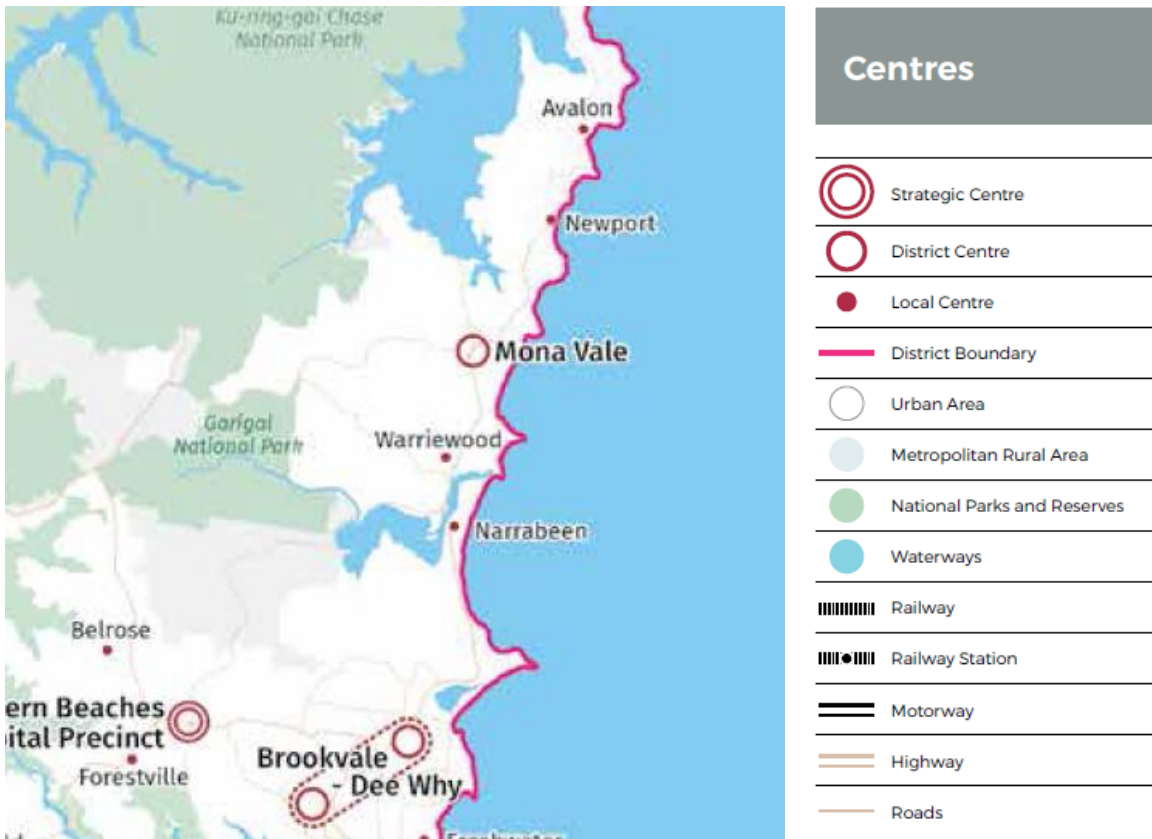 Ku-ring-gai Chase
National Park
Avalon
Newport
Mona Vale
Garigal
National Park
Warriewood
Narrabeen
Belrose
ern Beaches
ital Precinct
Forestville
Brookvale
- Dee Why
Freshwater
Centres
Strategic Centre
District Centre
Local Centre
District Boundary
Urban Area
Metropolitan Rural Area
National Parks and Reserves
Waterways
Railway
Railway Station
Motorway
Highway
Roads